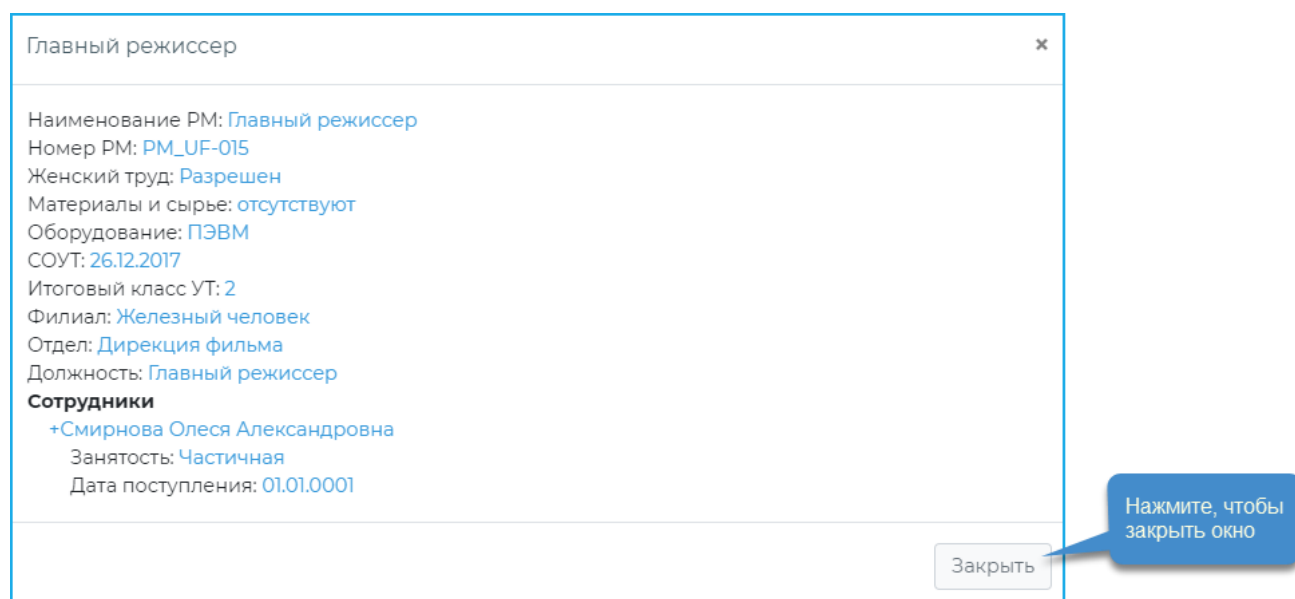 Главный режиссер
×
Наименование РМ: Главный режиссер
Номер РМ: PM_UF-015
Женский труд: Разрешен
Материалы и сырье: отсутствуют
Оборудование: ПЭВМ
СОУТ: 26.12.2017
Итоговый класс УТ: 2
Филиал: Железный человек
Отдел: Дирекция фильма
Должность: Главный режиссер
Сотрудники
+Смирнова Олеся Александровна
Занятость: Частичная
Дата поступления: 01.01.0001
Нажмите, чтобы
закрыть окно
Закрыть